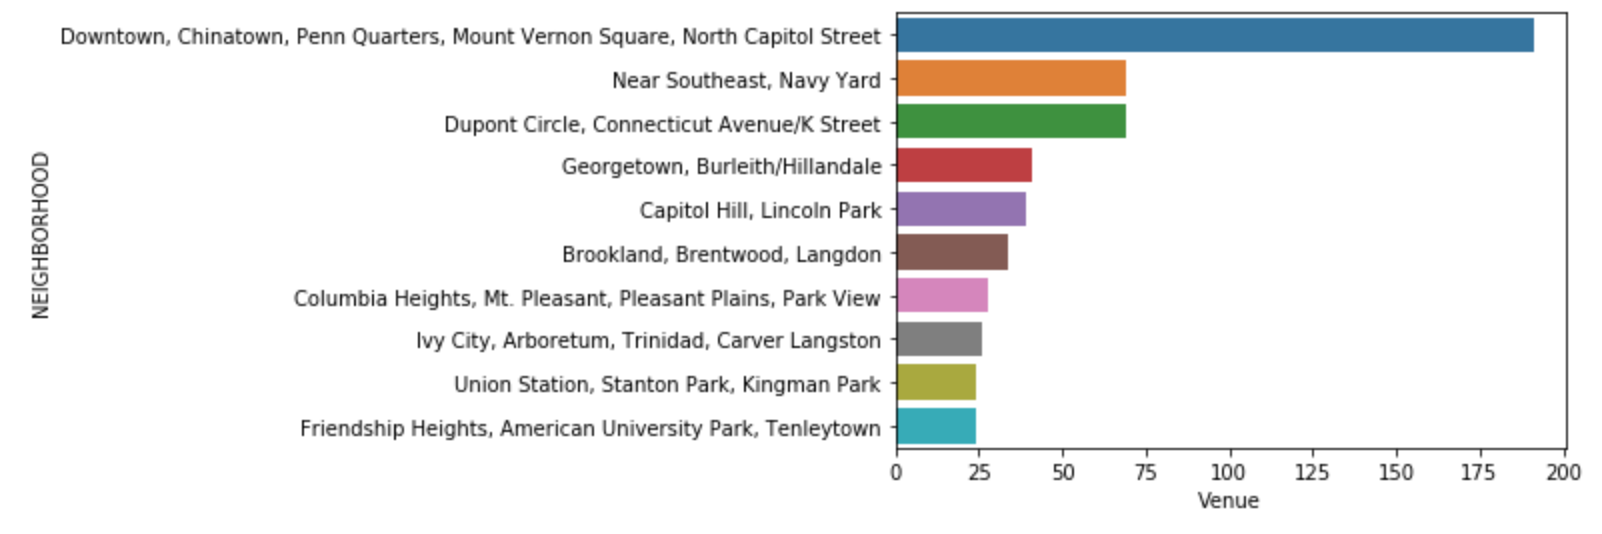 Downtown, Chinatown, Penn Quarters, Mount Vernon Square, North Capitol Street
Near Southeast, Navy Yard
Dupont Circle, Connecticut Avenue/K Street
Georgetown, Burleith/Hillandale
Capitol Hill, Lincoln Park
Brookland, Brentwood, Langdon
Columbia Heights, Mt. Pleasant, Pleasant Plains, Park View
Ivy City, Arboretum, Trinidad, Carver Langston
Union Station, Stanton Park, Kingman Park
Friendship Heights, American University Park, Tenleytown
NEIGHBORHOOD
0 25 50 75 100 125 150 175 200
Venue